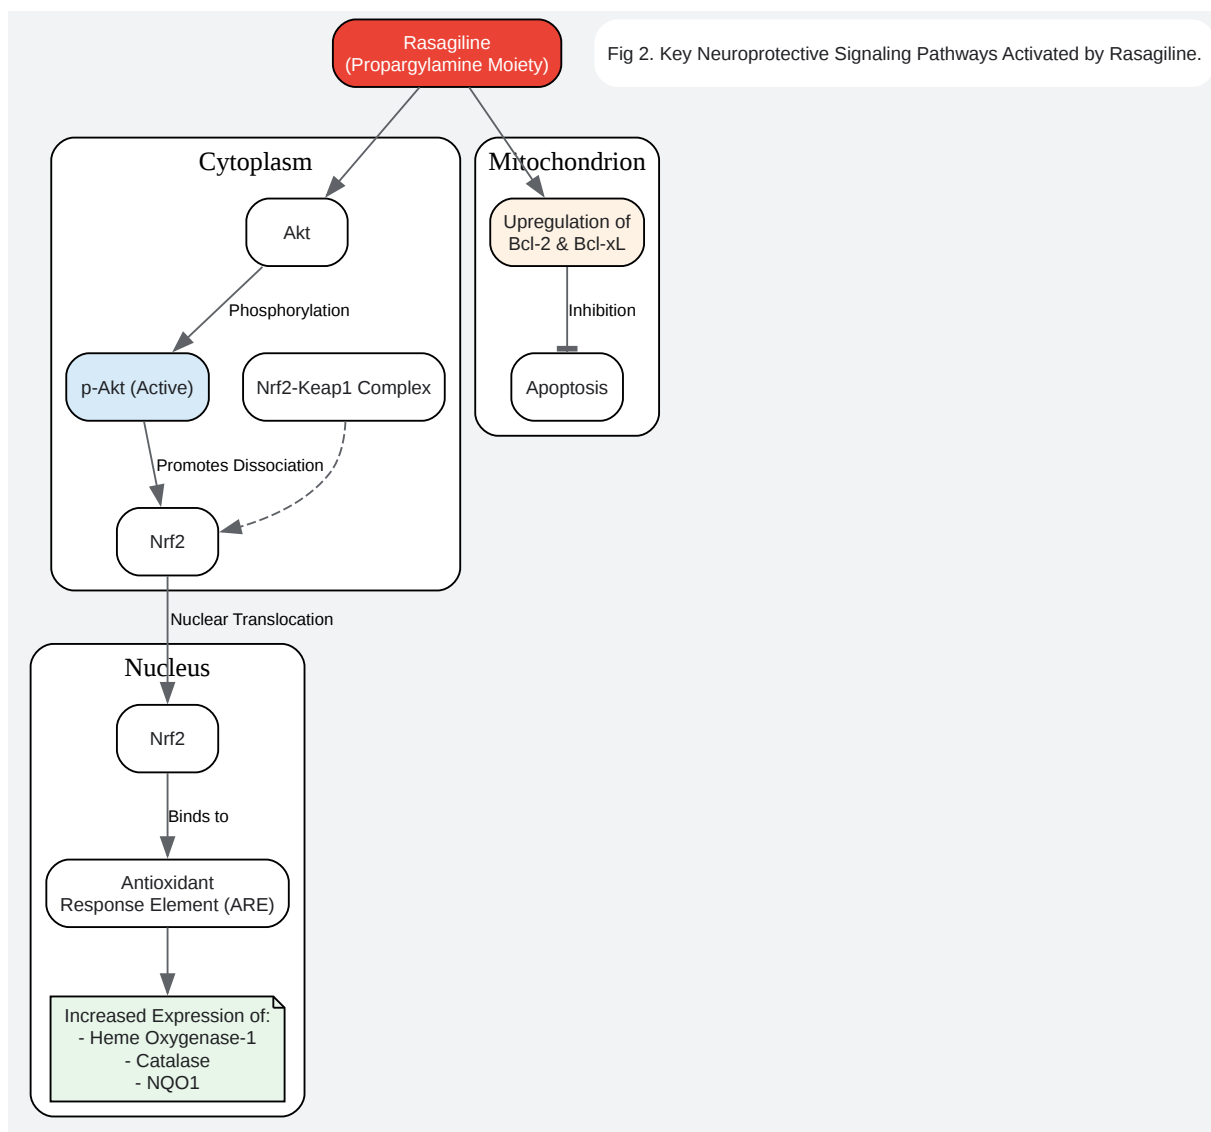 Rasagiline
(Propargylamine Moiety)
Fig 2. Key Neuroprotective Signaling Pathways Activated by Rasagiline.
Cytoplasm
Mitochondrion
Akt
Upregulation of
Bcl-2 & Bcl-xL
Phosphorylation
Inhibition
p-Akt (Active)
Nrf2-Keap1 Complex
Apoptosis
Promotes Dissociation
Nrf2
Nuclear Translocation
Nucleus
Nrf2
Binds to
Antioxidant
Response Element (ARE)
Increased Expression of:
- Heme Oxygenase-1
- Catalase
- NQO1